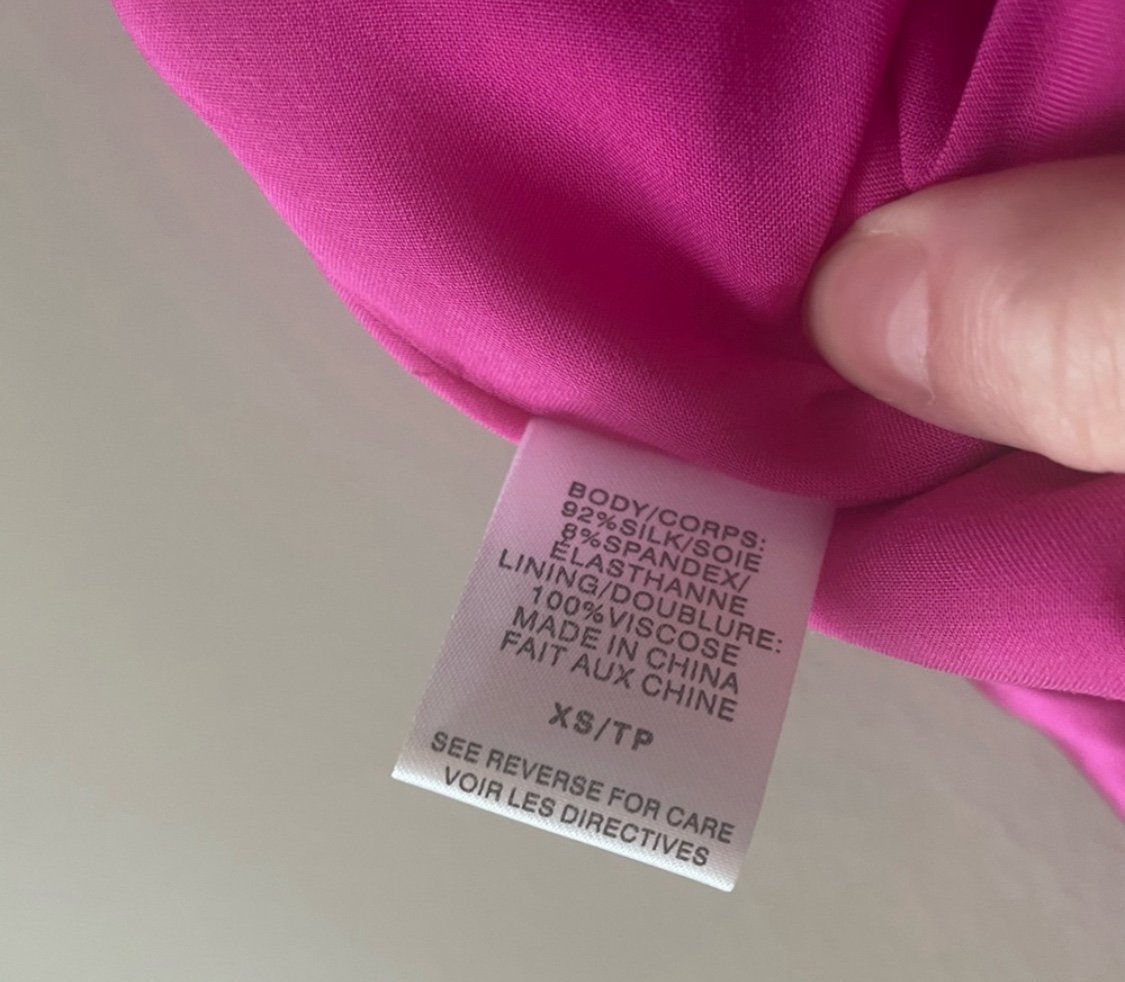 BODY/CORPS:
92%SILK/SOIE
8%SPANDEX/
ÉLASTHANNE
LINING/DOUBLURE:
100%VISCOSE
MADE IN CHINA
FAIT AUX CHINE
XS/TP
SEE REVERSE FOR CARE
VOIR LES DIRECTIVES